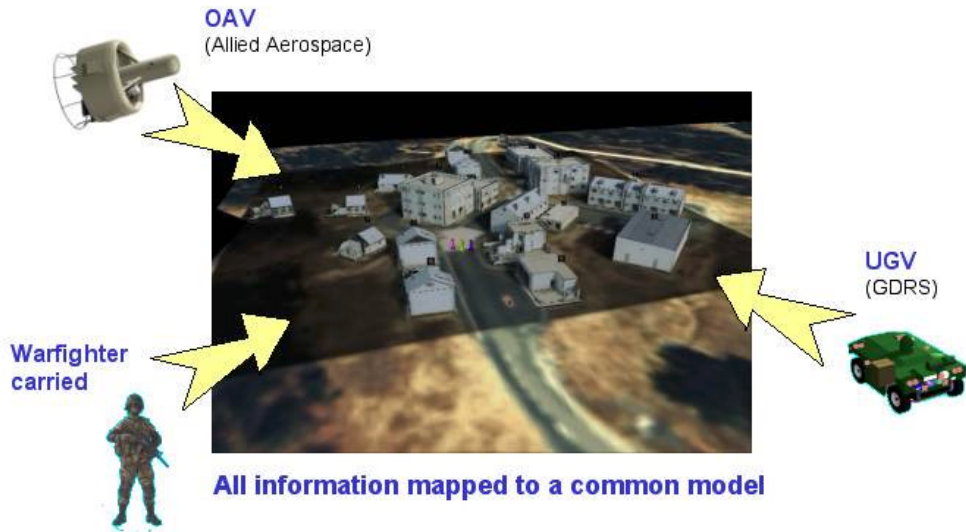 OAV
(Allied Aerospace)
UGV
(GDRS)
Warfighter
carried
All information mapped to a common model